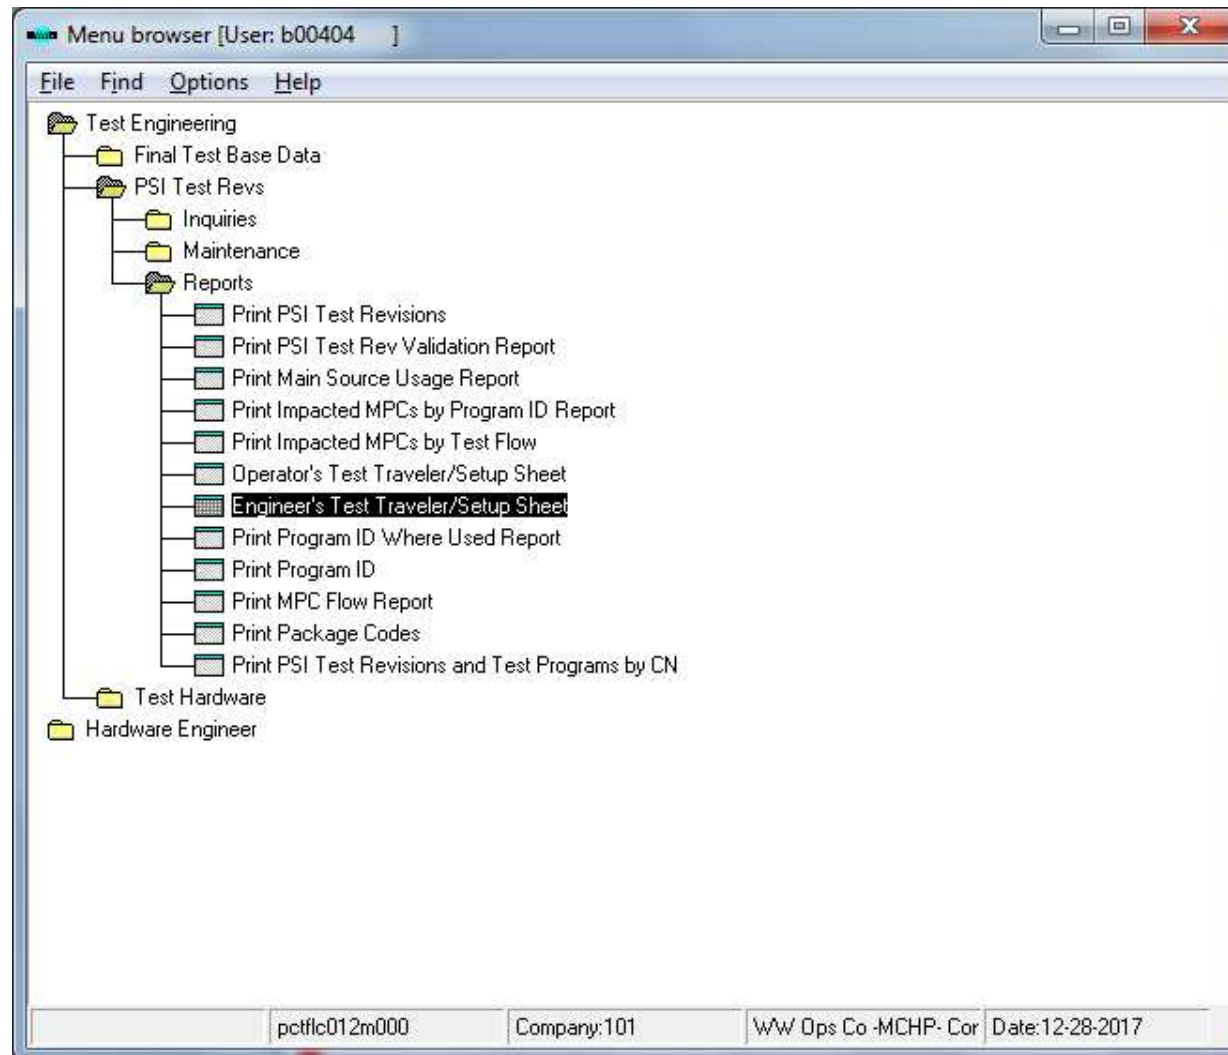 Menu browser [User: b00404 ]
File Find Options Help
Test Engineering
Final Test Base Data
PSI Test Revs
Inquiries
Maintenance
Reports
Print PSI Test Revisions
Print PSI Test Rev Validation Report
Print Main Source Usage Report
Print Impacted MPCs by Program ID Report
Print Impacted MPCs by Test Flow
Operator's Test Traveler/Setup Sheet
Engineer's Test Traveler/Setup Sheet
Print Program ID Where Used Report
Print Program ID
Print MPC Flow Report
Print Package Codes
Print PSI Test Revisions and Test Programs by CN
Test Hardware
Hardware Engineer
pctflc012m000 Company:101 WW Ops Co -MCHP- Cor Date:12-28-2017